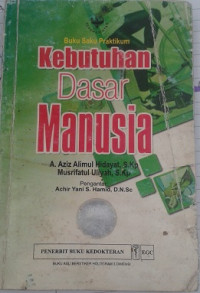 Buku Saku Praktikum
Kebutuhan
Dasar
Manusia
A. Aziz Alimul Hidayat, S.Kp
Musrifatul Uliyah, S.Kp
Pengantar:
Achir Yani S. Hamid, D.N.Sc
PENERBIT BUKU KEDOKTERAN
EGC